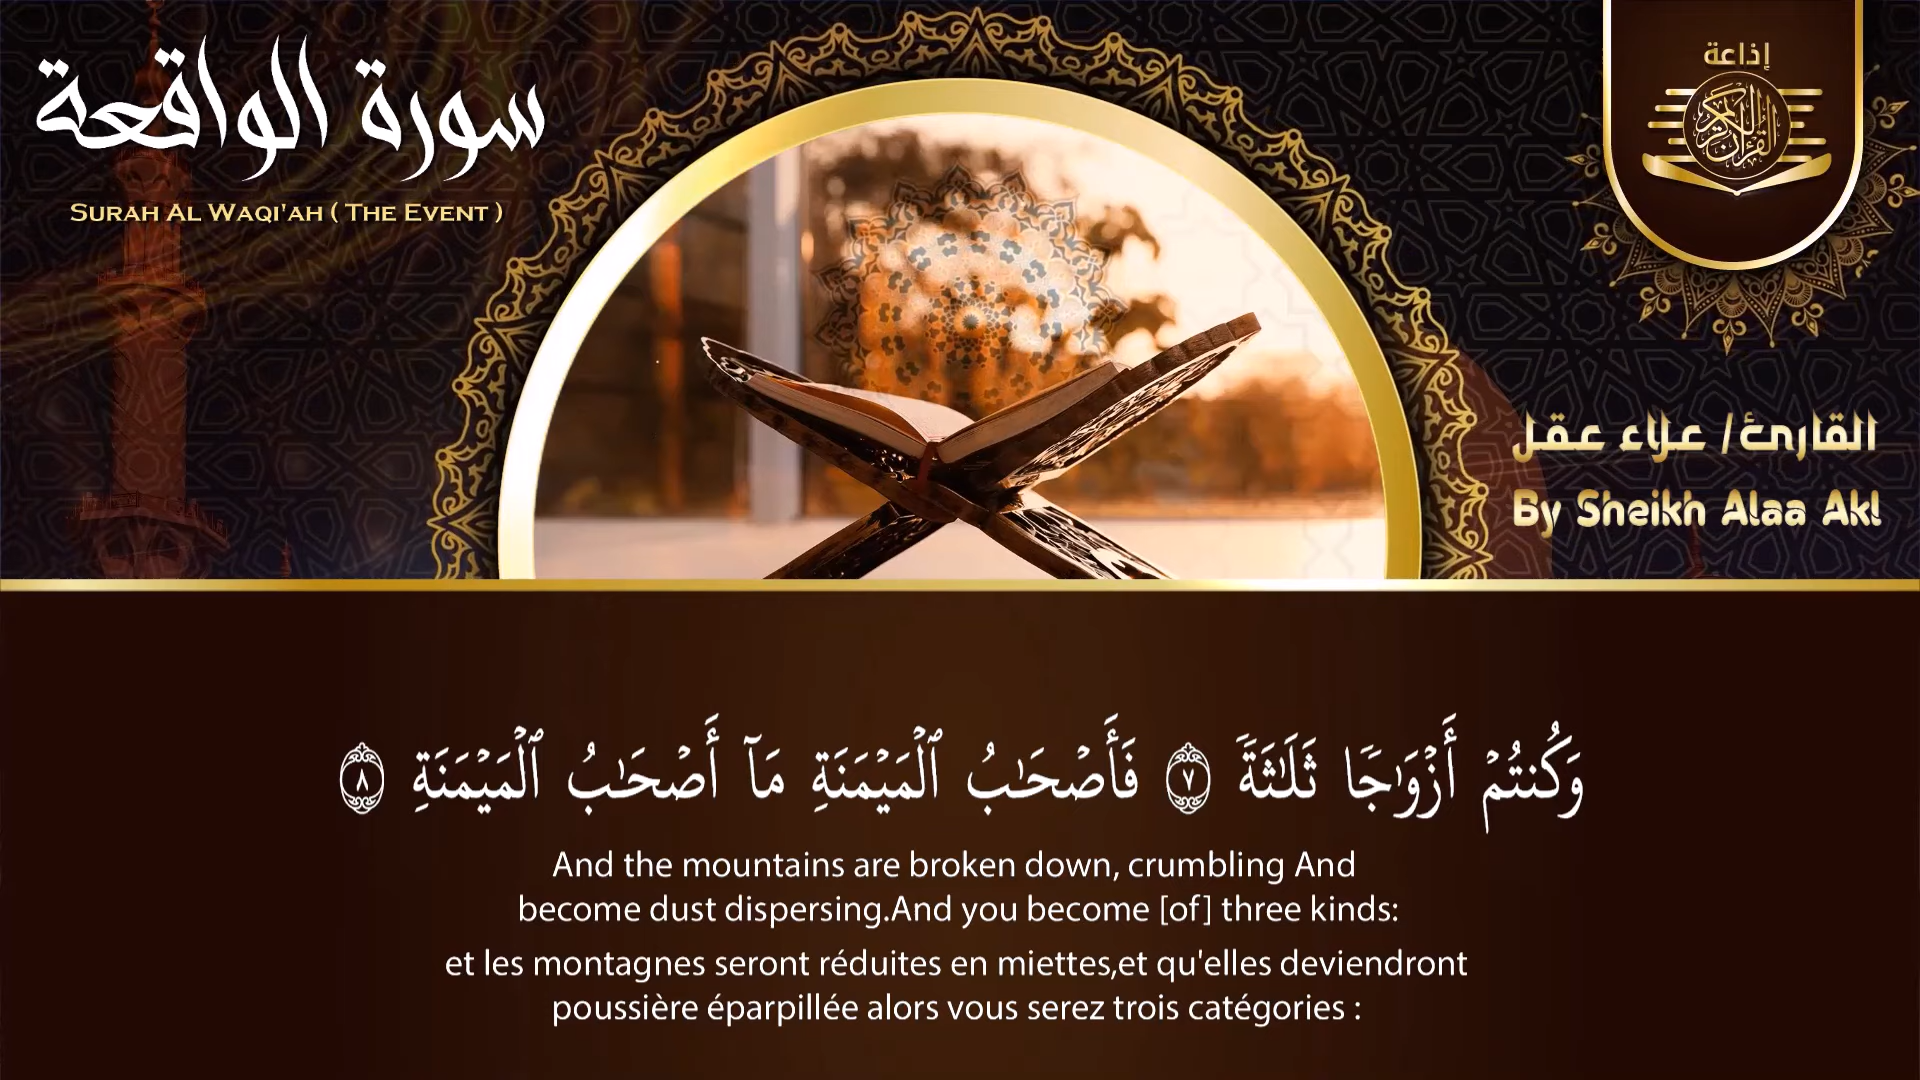 سورة الواقعة
SURAH AL WAQI'AH ( THE EVENT )
إذاعة
القرآن الكريم
القارئ/ علاء عقل
By Sheikh Alaa Akl
وَكُنتُمْ أَزْوَٰجًا ثَلَٰثَةً ٧ فَأَصْحَٰبُ ٱلْمَيْمَنَةِ مَآ أَصْحَٰبُ ٱلْمَيْمَنَةِ ٨
And the mountains are broken down, crumbling And
become dust dispersing.And you become [of] three kinds:
et les montagnes seront réduites en miettes,et qu'elles deviendront
poussière éparpillée alors vous serez trois catégories :